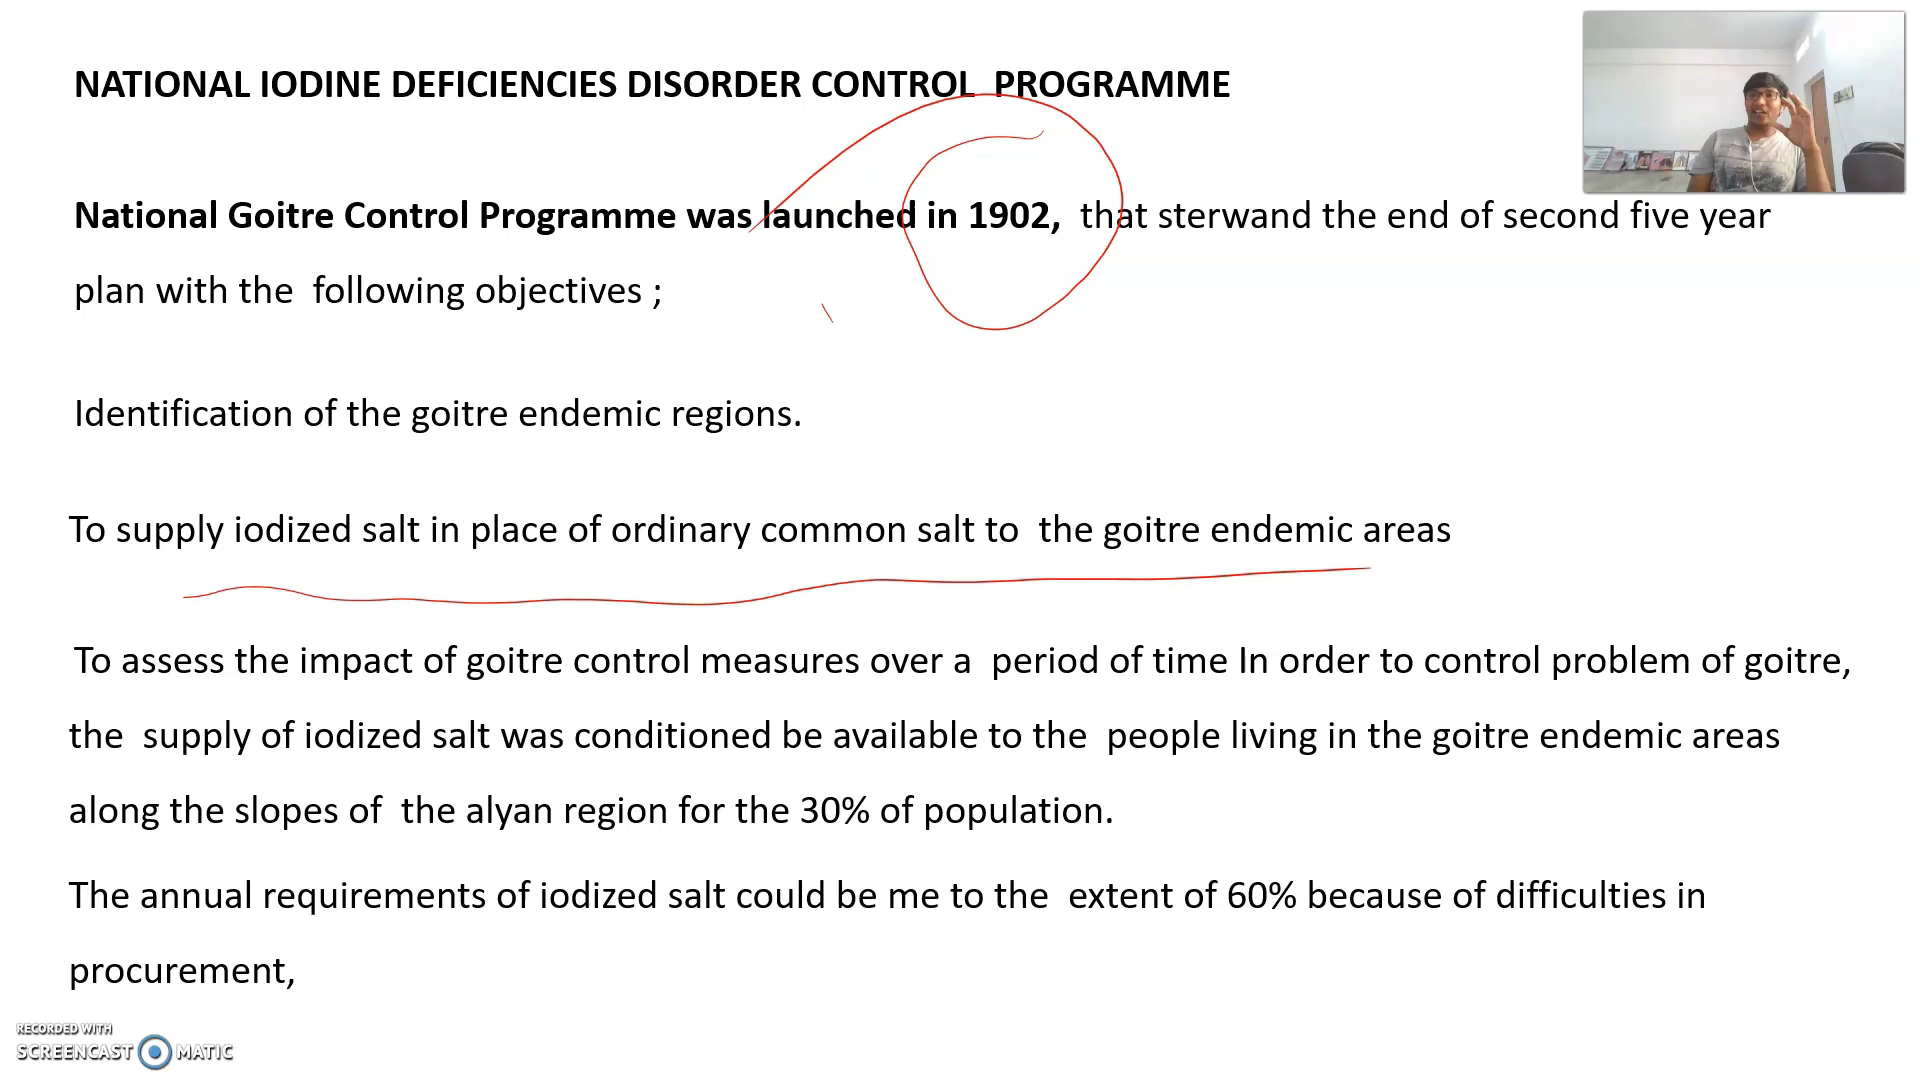 NATIONAL IODINE DEFICIENCIES DISORDER CONTROL PROGRAMME
National Goitre Control Programme was launched in 1902, that sterwand the end of second five year
plan with the following objectives ;
Identification of the goitre endemic regions.
To supply iodized salt in place of ordinary common salt to the goitre endemic areas
To assess the impact of goitre control measures over a period of time In order to control problem of goitre,
the supply of iodized salt was conditioned be available to the people living in the goitre endemic areas
along the slopes of the alyan region for the 30% of population.
The annual requirements of iodized salt could be me to the extent of 60% because of difficulties in
procurement,
RECORDED WITH
SCREENCAST MATIC